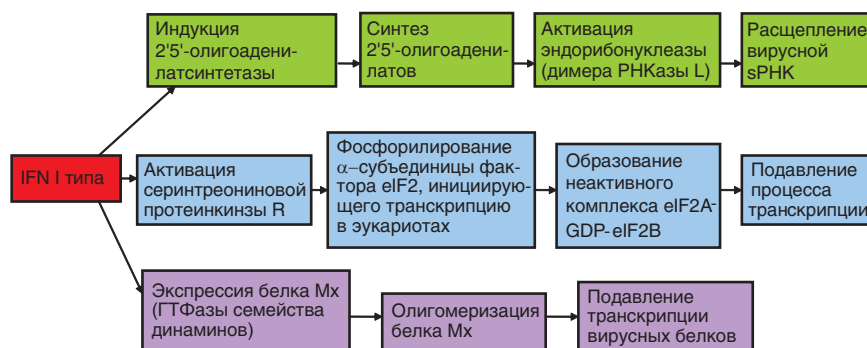 Индукция
2'5'-олигоадени-
латсинтетазы
Синтез
2'5'-олигоадени-
латов
Активация
эндорибонуклеазы
(димера РНКазы L)
Расщепление
вирусной
sРНК
IFN I типа
Активация
серинтреониновой
протеинкинзы R
Фосфорилирование
α–субъединицы фак-
тора eIF2, инициирую-
щего транскрипцию
в эукариотах
Образование
неактивного
комплекса eIF2A-
GDP-eIF2B
Подавление
процесса
транскрипции
Экспрессия белка Мх
(ГТФазы семейства
динаминов)
Олигомеризация
белка Мх
Подавление
транскрипции
вирусных белков